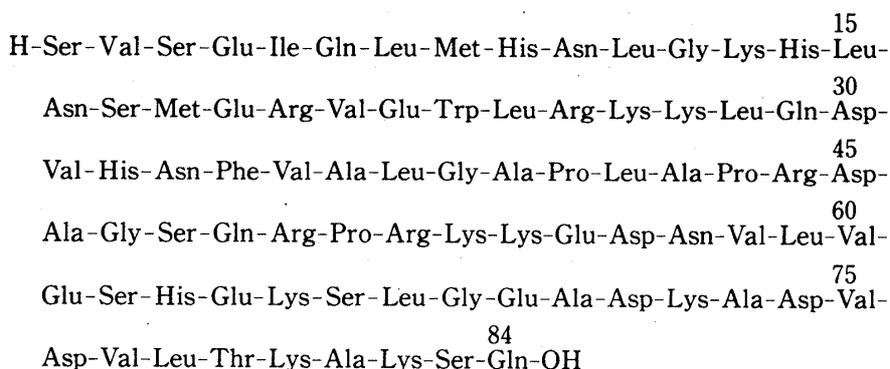 15
H-Ser-Val-Ser-Glu-Ile-Gln-Leu-Met-His-Asn-Leu-Gly-Lys-His-Leu-
30
Asn-Ser-Met-Glu-Arg-Val-Glu-Trp-Leu-Arg-Lys-Lys-Leu-Gln-Asp-
45
Val-His-Asn-Phe-Val-Ala-Leu-Gly-Ala-Pro-Leu-Ala-Pro-Arg-Asp-
60
Ala-Gly-Ser-Gln-Arg-Pro-Arg-Lys-Lys-Glu-Asp-Asn-Val-Leu-Val-
75
Glu-Ser-His-Glu-Lys-Ser-Leu-Gly-Glu-Ala-Asp-Lys-Ala-Asp-Val-
84
Asp-Val-Leu-Thr-Lys-Ala-Lys-Ser-Gln-OH